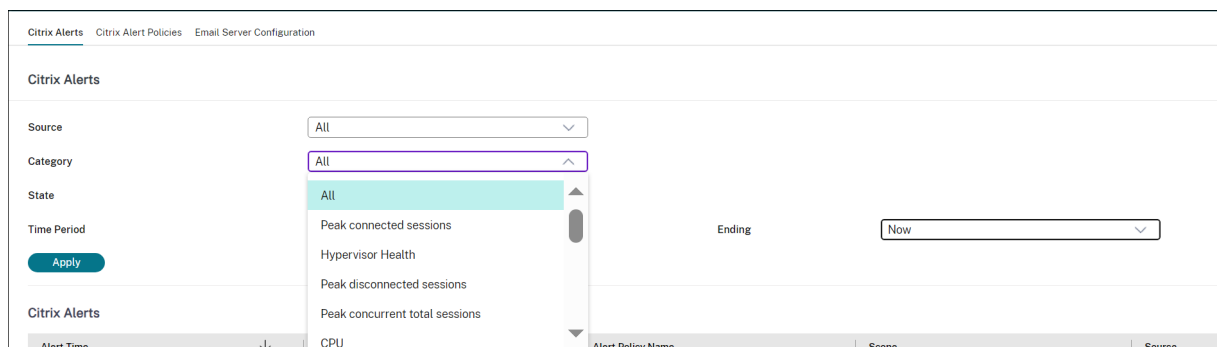 Citrix Alerts Citrix Alert Policies Email Server Configuration
Citrix Alerts
Source All
Category All
State All
Time Period Peak connected sessions Ending Now
Apply Hypervisor Health
Peak disconnected sessions
Citrix Alerts Peak concurrent total sessions
Alert Time CPU Alert Policy Name Scope Source